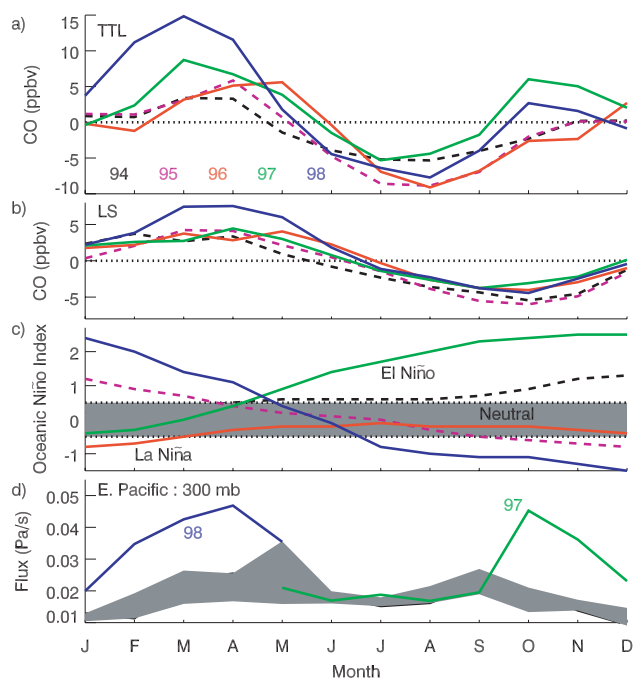 a)
TTL
CO (ppbv)
15
10
5
0
-5
-10
94 95 96 97 98
b)
LS
CO (ppbv)
5
0
-5
c)
Oceanic Niño Index
2
1
0
-1
El Niño
Neutral
La Niña
d)
E. Pacific : 300 mb
Flux (Pa/s)
0.05
0.04
0.03
0.02
0.01
98
97
J F M A M J J A S O N D
Month